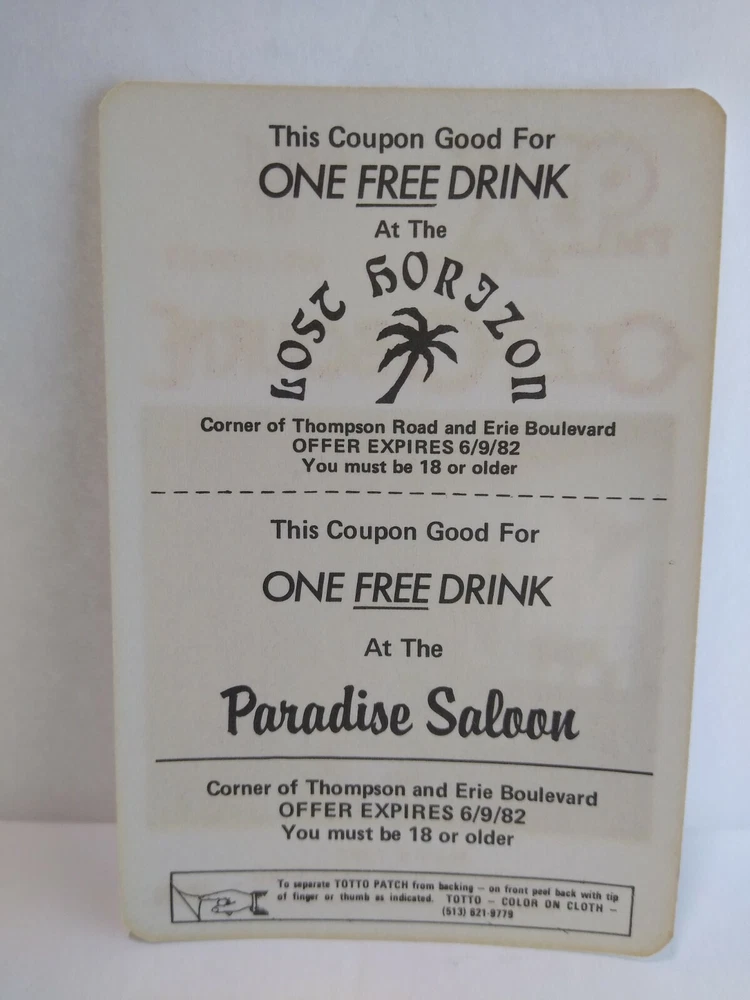 This Coupon Good For
ONE FREE DRINK
At The
LOST HORIZON
Corner of Thompson Road and Erie Boulevard
OFFER EXPIRES 6/9/82
You must be 18 or older
This Coupon Good For
ONE FREE DRINK
At The
Paradise Saloon
Corner of Thompson and Erie Boulevard
OFFER EXPIRES 6/9/82
You must be 18 or older
To separate TOTTO PATCH from backing – on front peel back with tip
of finger or thumb as indicated. TOTTO – COLOR ON CLOTH –
(513) 821-9779